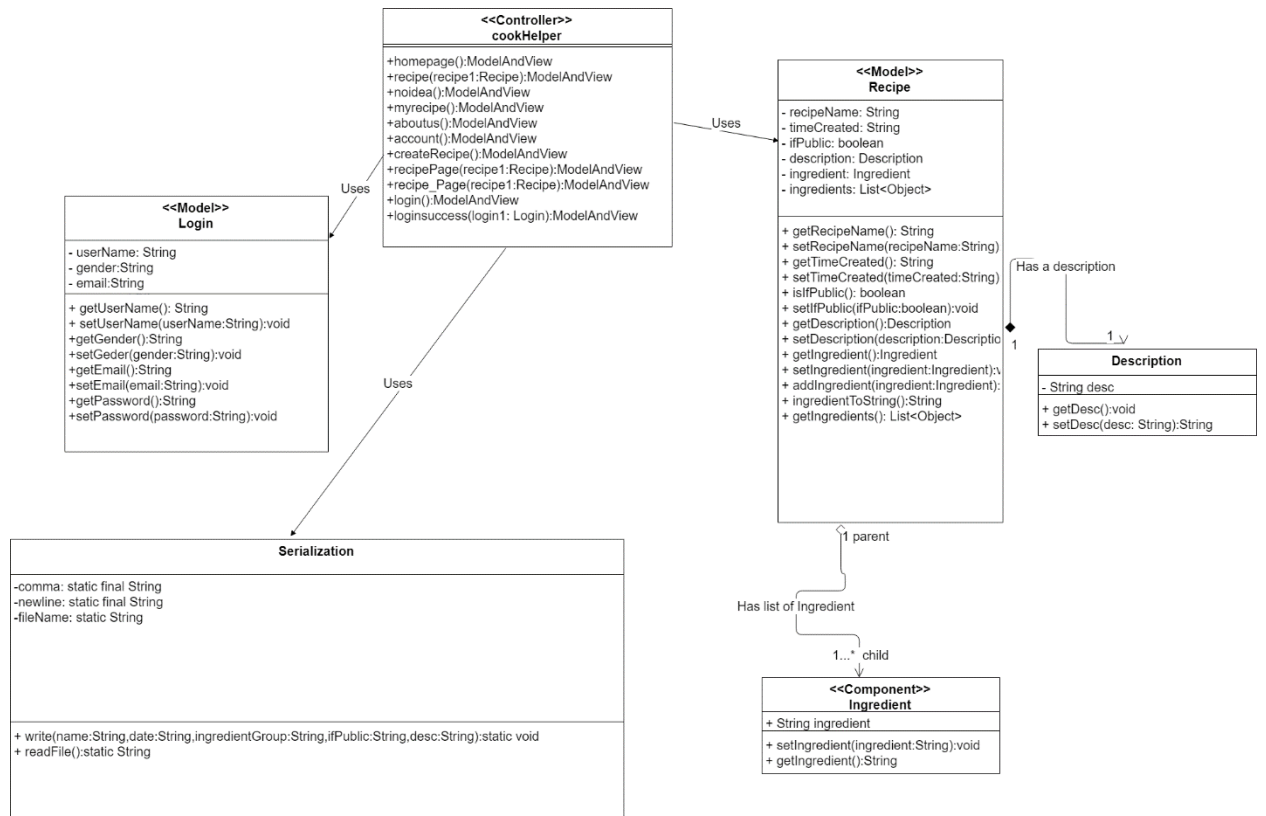 <<Controller>>
cookHelper
+homepage():ModelAndView
+recipe(recipe1:Recipe):ModelAndView
+noidea():ModelAndView
+myrecipe():ModelAndView
+aboutus():ModelAndView
+account():ModelAndView
+createRecipe():ModelAndView
+recipePage(recipe1:Recipe):ModelAndView
+recipe_Page(recipe1:Recipe):ModelAndView
+login():ModelAndView
+loginsuccess(login1: Login):ModelAndView
Uses
Uses
Uses
<<Model>>
Recipe
- recipeName: String
- timeCreated: String
- ifPublic: boolean
- description: Description
- ingredient: Ingredient
- ingredients: List<Object>
+ getRecipeName(): String
+ setRecipeName(recipeName:String)
+ getTimeCreated(): String
+ setTimeCreated(timeCreated:String)
+ isIfPublic(): boolean
+ setIfPublic(ifPublic:boolean):void
+ getDescription():Description
+ setDescription(description:Descriptio
+ getIngredient():Ingredient
+ setIngredient(ingredient:Ingredient):v
+ addIngredient(ingredient:Ingredient):
+ ingredientToString():String
+ getIngredients(): List<Object>
<<Model>>
Login
- userName: String
- gender:String
- email:String
+ getUserName(): String
+ setUserName(userName:String):void
+getGender():String
+setGeder(gender:String):void
+getEmail():String
+setEmail(email:String):void
+getPassword():String
+setPassword(password:String):void
Has a description
1
1
Description
- String desc
+ getDesc():void
+ setDesc(desc: String):String
Serialization
-comma: static final String
-newline: static final String
-fileName: static String
+ write(name:String,date:String,ingredientGroup:String,ifPublic:String,desc:String):static void
+ readFile():static String
1 parent
Has list of Ingredient
1...* child
<<Component>>
Ingredient
+ String ingredient
+ setIngredient(ingredient:String):void
+ getIngredient():String